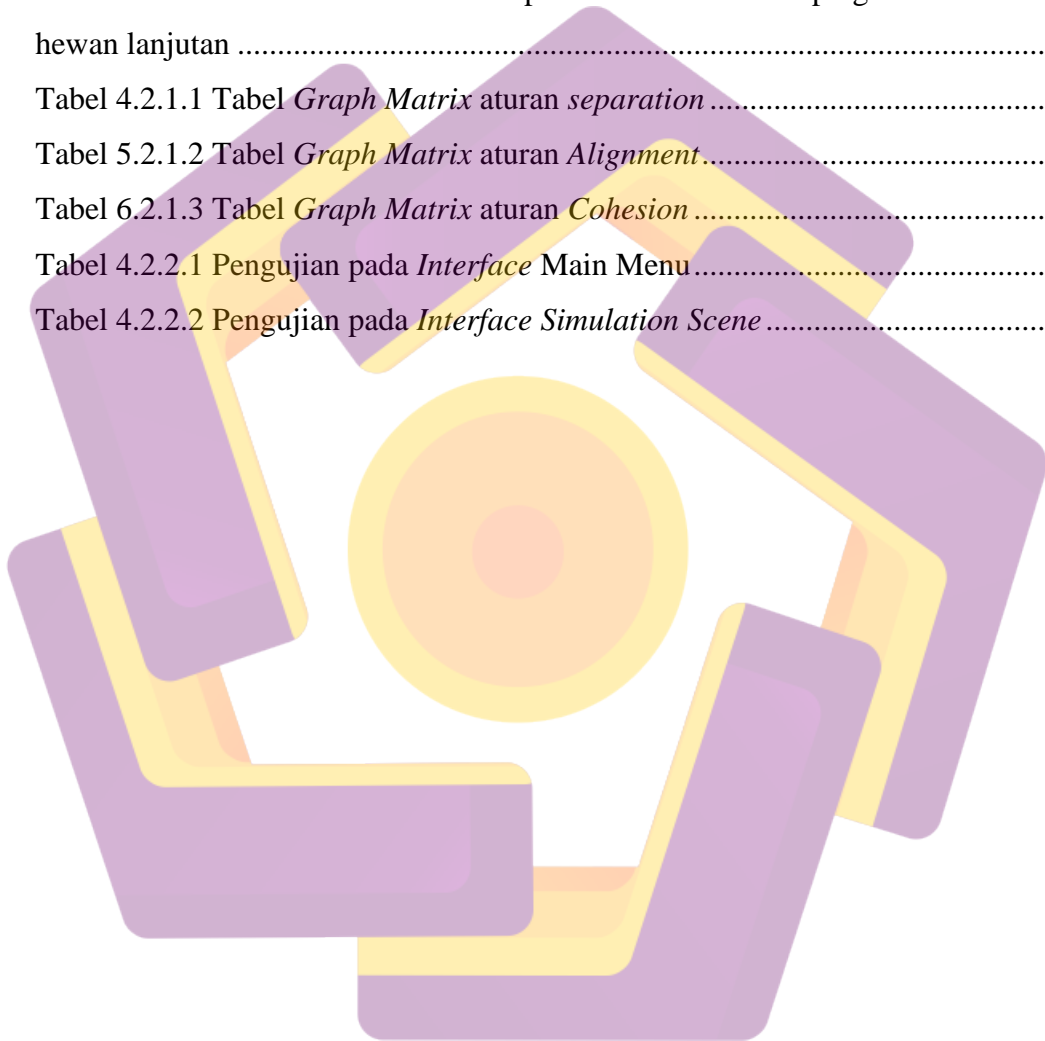 hewan lanjutan ..........................................................................................................
Tabel 4.2.1.1 Tabel Graph Matrix aturan separation ...........................................
Tabel 5.2.1.2 Tabel Graph Matrix aturan Alignment ............................................
Tabel 6.2.1.3 Tabel Graph Matrix aturan Cohesion .............................................
Tabel 4.2.2.1 Pengujian pada Interface Main Menu .............................................
Tabel 4.2.2.2 Pengujian pada Interface Simulation Scene ....................................